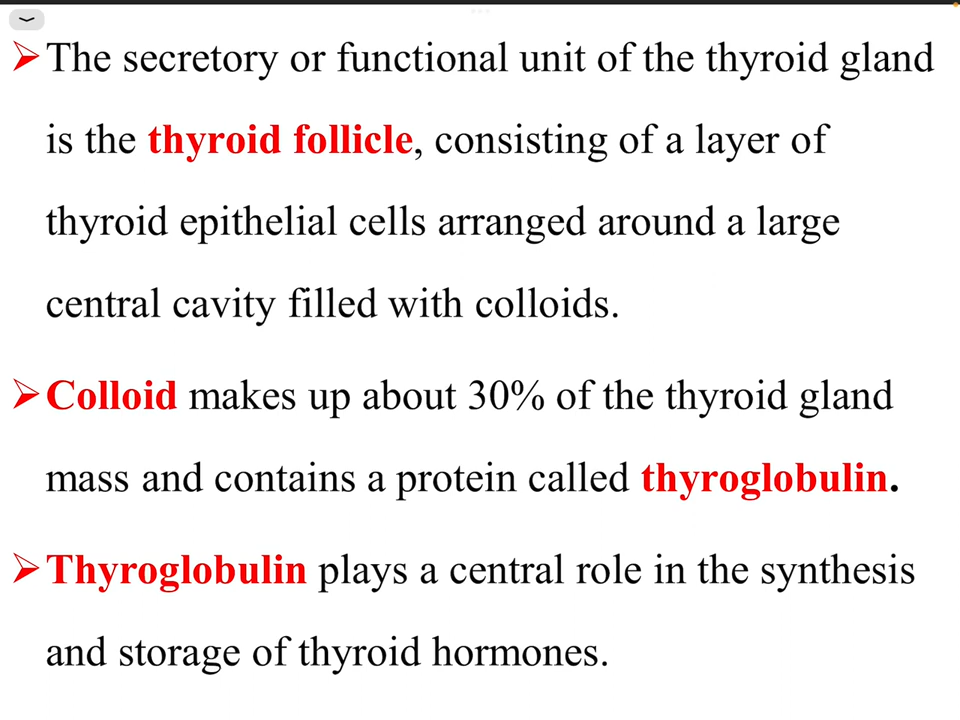 ➢The secretory or functional unit of the thyroid gland
is the thyroid follicle, consisting of a layer of
thyroid epithelial cells arranged around a large
central cavity filled with colloids.
➢Colloid makes up about 30% of the thyroid gland
mass and contains a protein called thyroglobulin.
➢Thyroglobulin plays a central role in the synthesis
and storage of thyroid hormones.